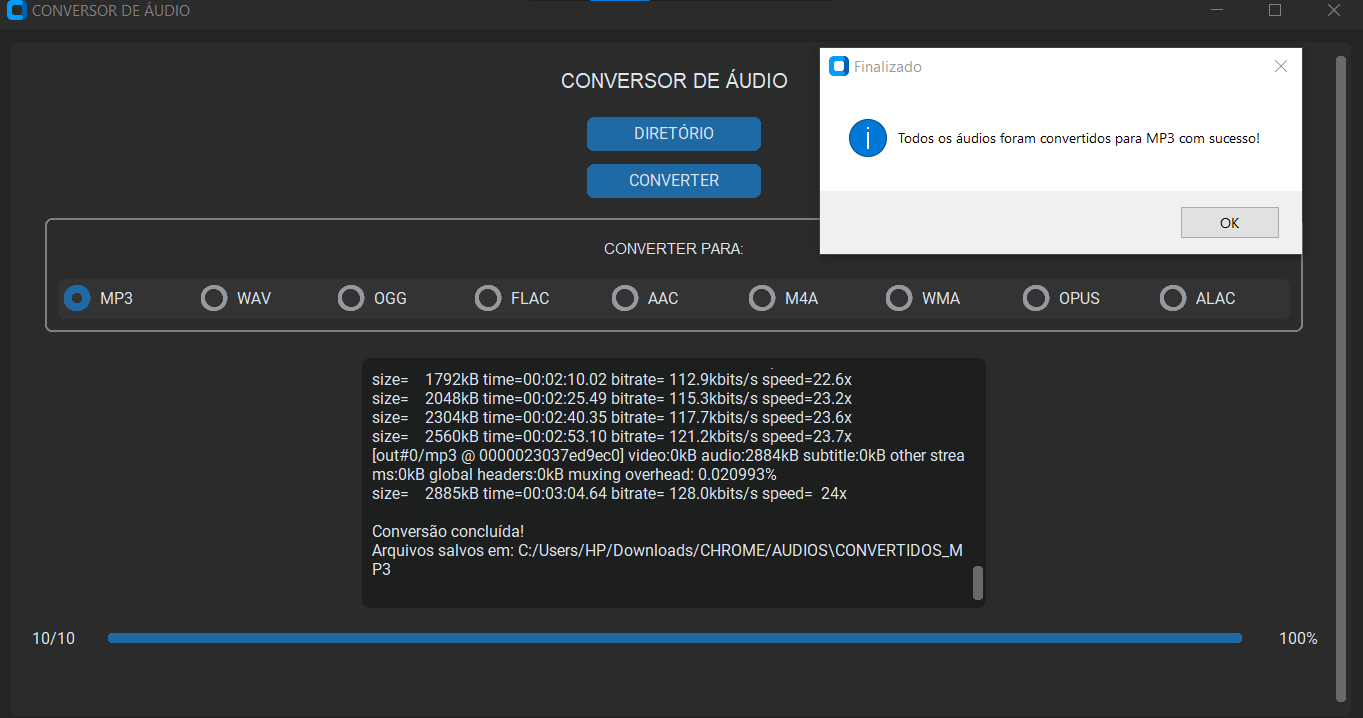 CONVERSOR DE ÁUDIO
CONVERSOR DE ÁUDIO
DIRETÓRIO
CONVERTER
Finalizado
Todos os áudios foram convertidos para MP3 com sucesso!
OK
CONVERTER PARA:
MP3 WAV OGG FLAC AAC M4A WMA OPUS ALAC
size=    1792kB time=00:02:10.02 bitrate= 112.9kbits/s speed=22.6x
size=    2048kB time=00:02:25.49 bitrate= 115.3kbits/s speed=23.2x
size=    2304kB time=00:02:40.35 bitrate= 117.7kbits/s speed=23.6x
size=    2560kB time=00:02:53.10 bitrate= 121.2kbits/s speed=23.7x
[out#0/mp3 @ 0000023037ed9ec0] video:0kB audio:2884kB subtitle:0kB other strea
ms:0kB global headers:0kB muxing overhead: 0.020993%
size=    2885kB time=00:03:04.64 bitrate= 128.0kbits/s speed=  24x
Conversão concluída!
Arquivos salvos em: C:/Users/HP/Downloads/CHROME/AUDIOS\CONVERTIDOS_M
P3
10/10 100%